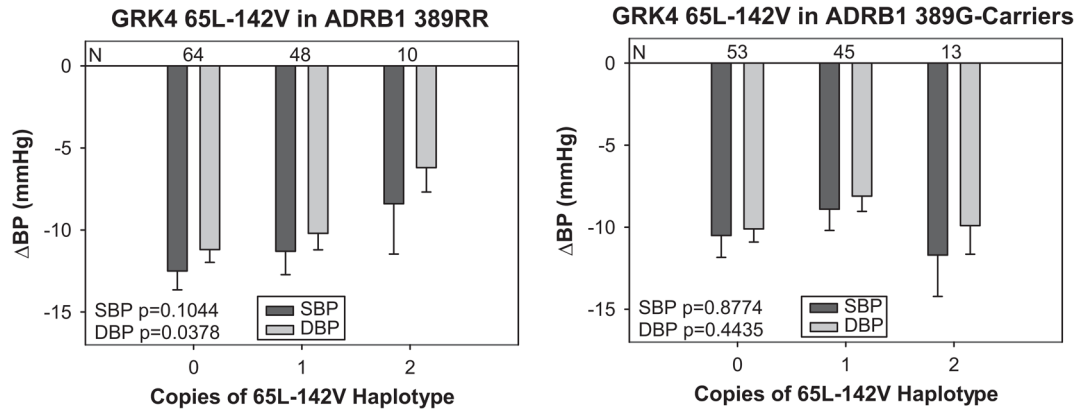 GRK4 65L-142V in ADRB1 389RR
N 64 48 10
0
-5
-10
-15
ΔBP (mmHg)
SBP p=0.1044
DBP p=0.0378
SBP
DBP
0 1 2
Copies of 65L-142V Haplotype
GRK4 65L-142V in ADRB1 389G-Carriers
N 53 45 13
0
-5
-10
-15
ΔBP (mmHg)
SBP p=0.8774
DBP p=0.4435
SBP
DBP
0 1 2
Copies of 65L-142V Haplotype